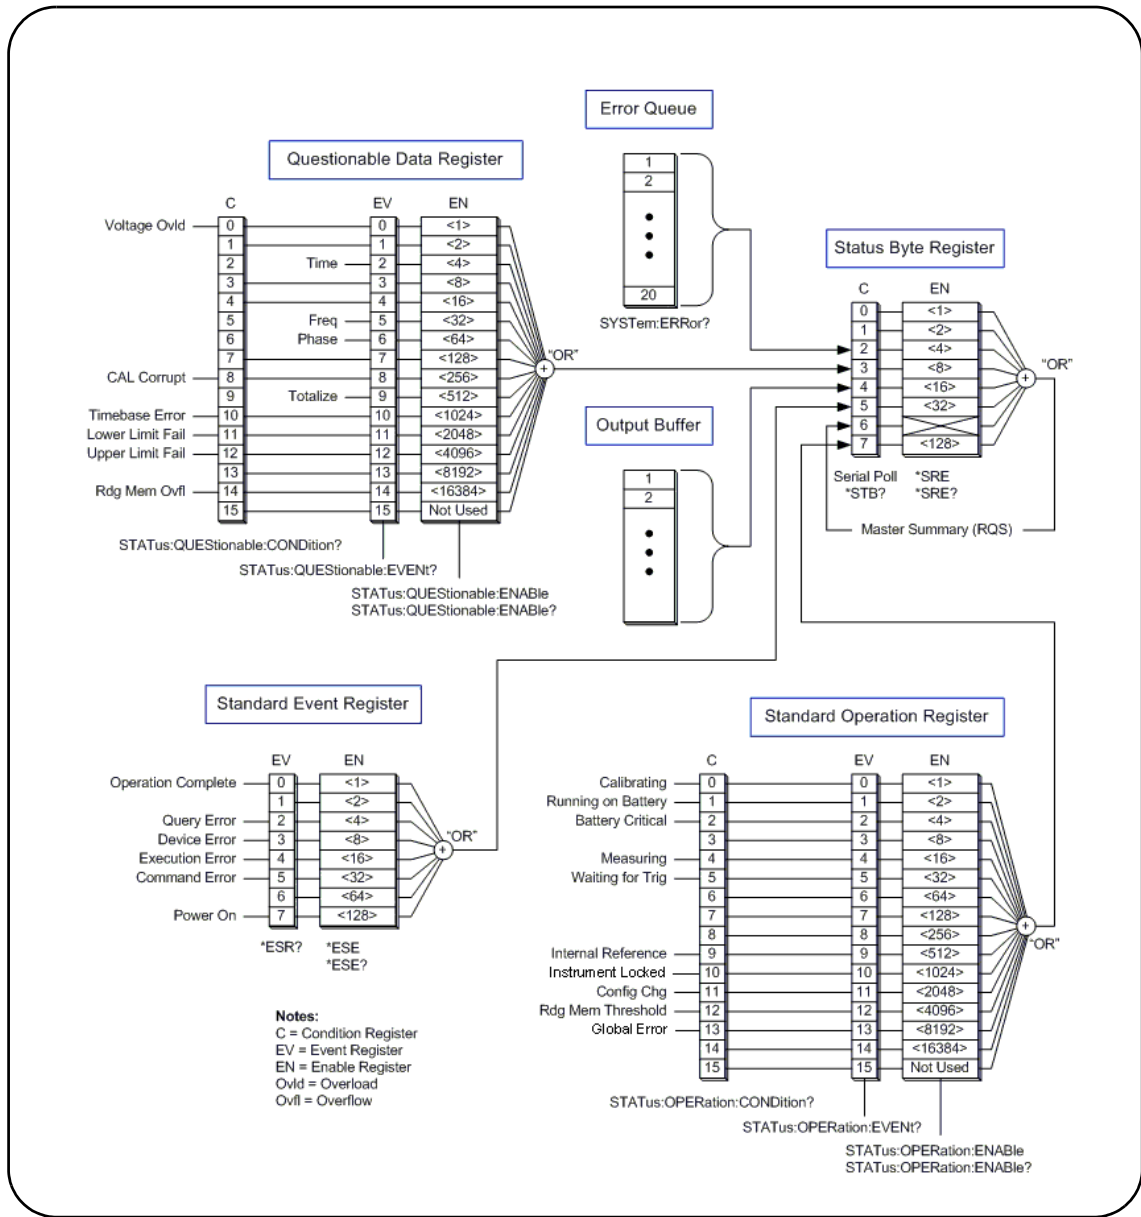 Error Queue
1
2
20
SYSTem:ERRor?
Questionable Data Register
C EV EN
Voltage Ovld 0 0 <1>
1 1 <2>
2 Time 2 <4>
3 3 <8>
4 4 <16>
5 Freq 5 <32>
6 Phase 6 <64>
7 7 <128>
CAL Corrupt 8 8 <256>
9 Totalize 9 <512>
Timebase Error 10 10 <1024>
Lower Limit Fail 11 11 <2048>
Upper Limit Fail 12 12 <4096>
13 13 <8192>
Rdg Mem Ovfl 14 14 <16384>
15 15 Not Used
+
"OR"
STATus:QUEStionable:CONDition?
STATus:QUEStionable:EVENt?
STATus:QUEStionable:ENABle
STATus:QUEStionable:ENABle?
Output Buffer
1
2
Status Byte Register
C EN
0 <1>
1 <2>
2 <4>
3 <8>
4 <16>
5 <32>
6
7 <128>
+
"OR"
Serial Poll *SRE
*STB? *SRE?
Master Summary (RQS)
Standard Event Register
EV EN
Operation Complete 0 <1>
1 <2>
Query Error 2 <4>
Device Error 3 <8>
Execution Error 4 <16>
Command Error 5 <32>
6 <64>
Power On 7 <128>
+
"OR"
*ESR? *ESE
*ESE?
Standard Operation Register
C EV EN
Calibrating 0 0 <1>
Running on Battery 1 1 <2>
Battery Critical 2 2 <4>
3 3 <8>
Measuring 4 4 <16>
Waiting for Trig 5 5 <32>
6 6 <64>
7 7 <128>
8 8 <256>
Internal Reference 9 9 <512>
Instrument Locked 10 10 <1024>
Config Chg 11 11 <2048>
Rdg Mem Threshold 12 12 <4096>
Global Error 13 13 <8192>
14 14 <16384>
15 15 Not Used
+
"OR"
STATus:OPERation:CONDition?
STATus:OPERation:EVENt?
STATus:OPERation:ENABle
STATus:OPERation:ENABle?
Notes:
C = Condition Register
EV = Event Register
EN = Enable Register
Ovld = Overload
Ovfl = Overflow